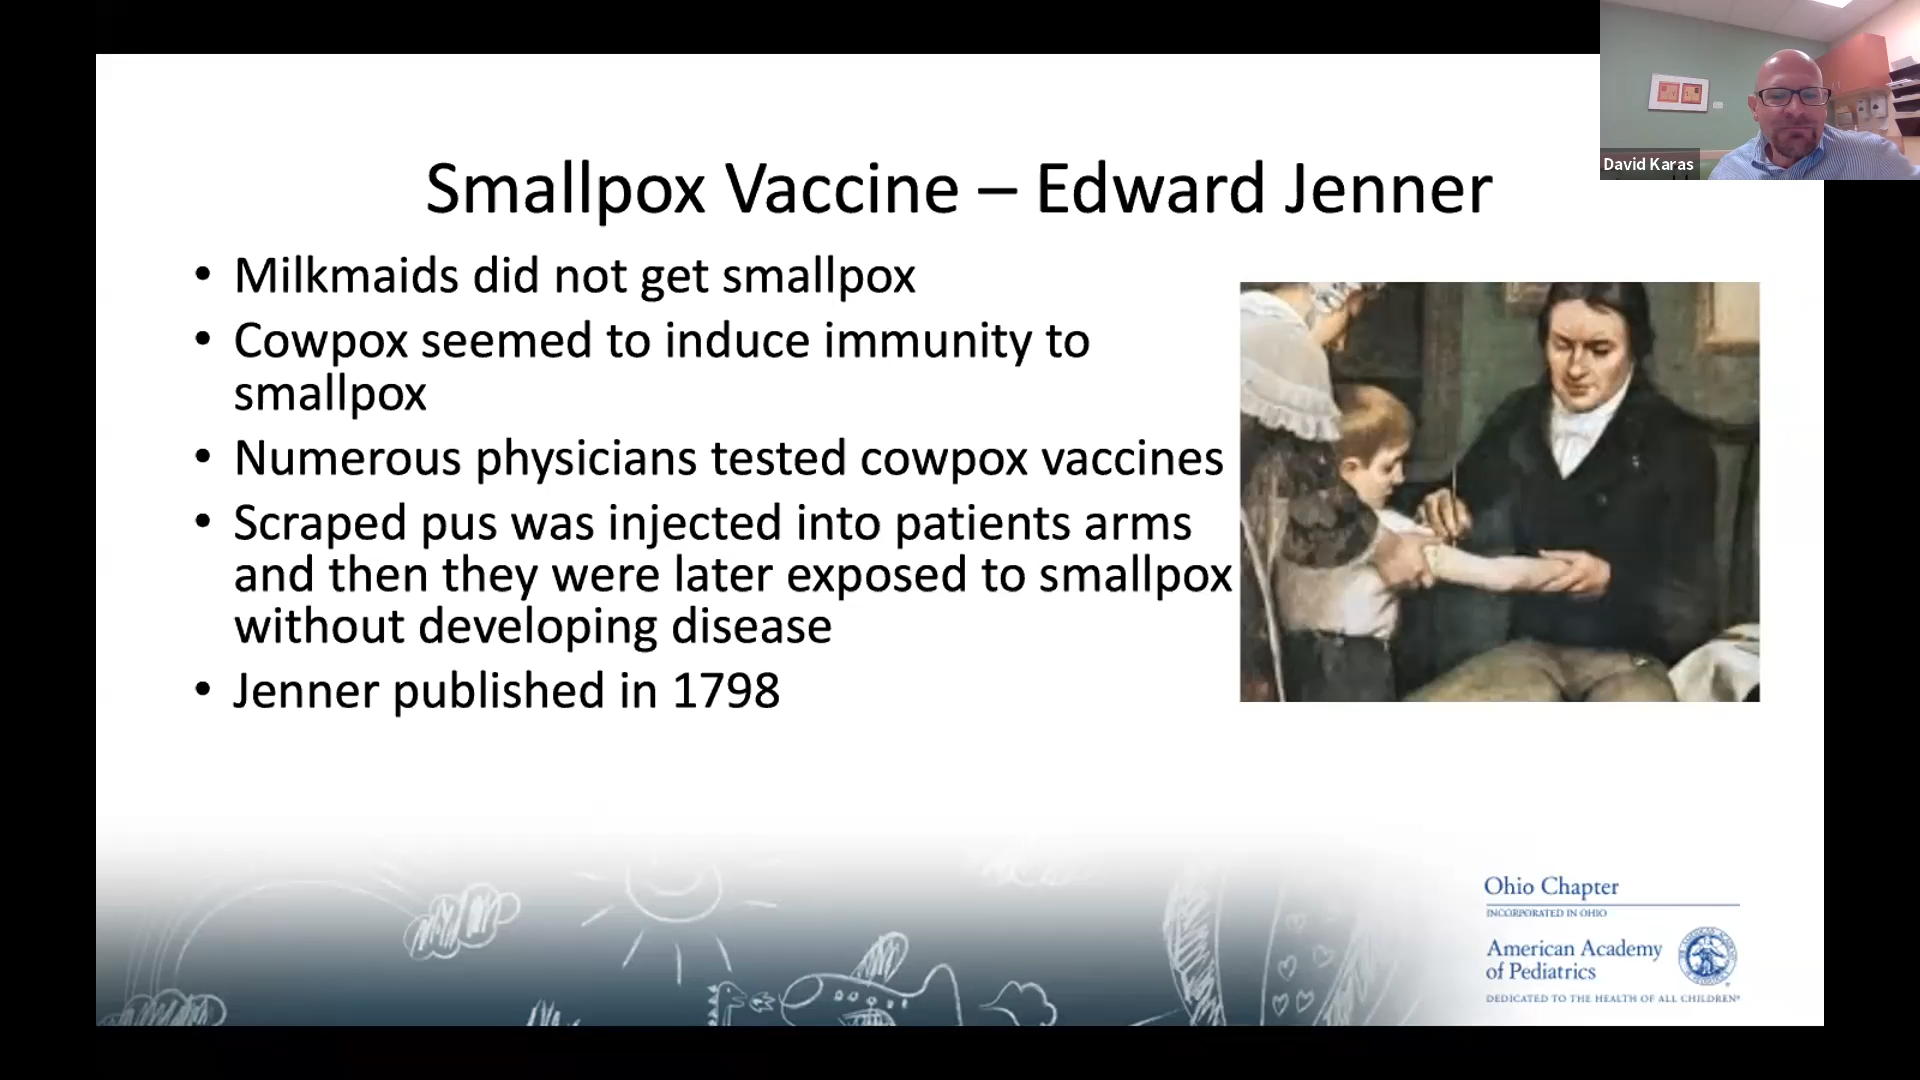 David Karas
Smallpox Vaccine – Edward Jenner
• Milkmaids did not get smallpox
• Cowpox seemed to induce immunity to
smallpox
• Numerous physicians tested cowpox vaccines
• Scraped pus was injected into patients arms
and then they were later exposed to smallpox
without developing disease
• Jenner published in 1798
Ohio Chapter
INCORPORATED IN OHIO
American Academy
of Pediatrics
DEDICATED TO THE HEALTH OF ALL CHILDREN®